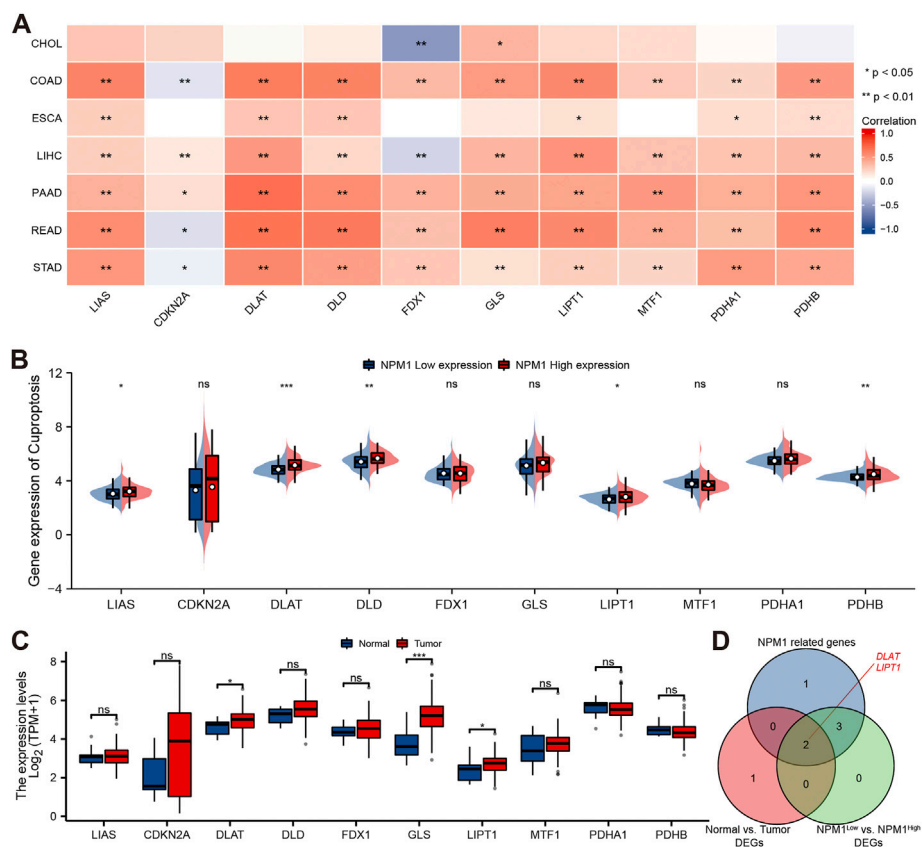 A
CHOL ** *
COAD ** ** ** ** ** ** ** ** ** **
ESCA ** ** ** * * **
LIHC ** ** ** ** ** ** ** ** ** **
PAAD ** * ** ** ** ** ** ** ** **
READ ** * ** ** ** ** ** ** ** **
STAD ** * ** ** ** ** ** ** ** **
LIAS CDKN2A DLAT DLD FDX1 GLS LIPT1 MTF1 PDHA1 PDHB
* p < 0.05
** p < 0.01
Correlation
1.0
0.5
0.0
−0.5
−1.0
B
NPM1 Low expression NPM1 High expression
Gene expression of Cuproptosis
12
8
4
0
−4
* ns *** ** ns ns * ns ns **
LIAS CDKN2A DLAT DLD FDX1 GLS LIPT1 MTF1 PDHA1 PDHB
C
Normal Tumor
The expression levels
Log2 (TPM+1)
8
6
4
2
0
ns ns * ns ns *** * ns ns ns
LIAS CDKN2A DLAT DLD FDX1 GLS LIPT1 MTF1 PDHA1 PDHB
D
NPM1 related genes
DLAT
LIPT1
1
0 3
2
1 0 0
Normal vs. Tumor
DEGs
NPM1Low vs. NPM1High
DEGs